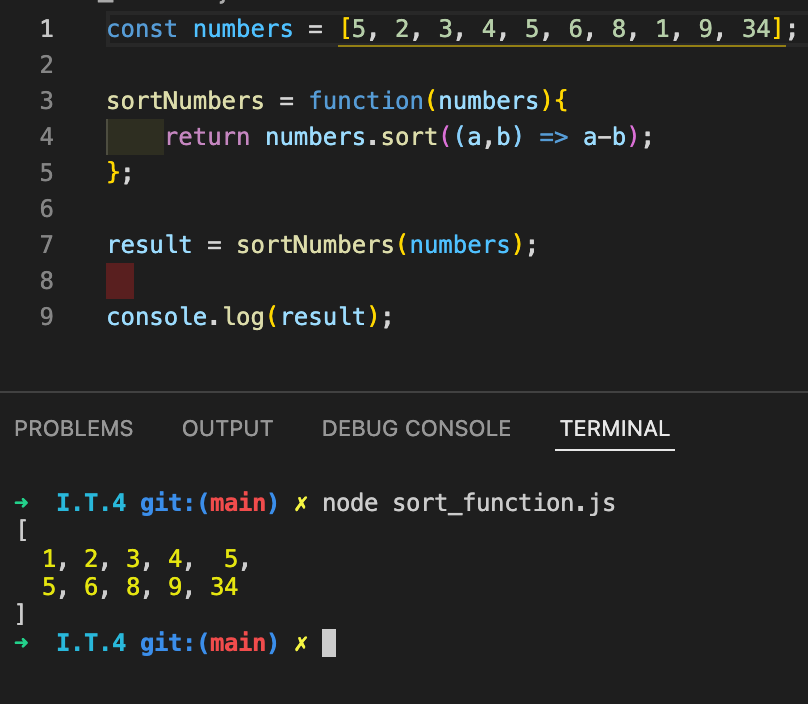 1 const numbers = [5, 2, 3, 4, 5, 6, 8, 1, 9, 34];
2
3 sortNumbers = function(numbers){
4     return numbers.sort((a,b) => a-b);
5 };
6
7 result = sortNumbers(numbers);
8
9 console.log(result);
PROBLEMS OUTPUT DEBUG CONSOLE TERMINAL
➜  I.T.4 git:(main) ✗ node sort_function.js
[
  1, 2, 3, 4,  5,
  5, 6, 8, 9, 34
]
➜  I.T.4 git:(main) ✗